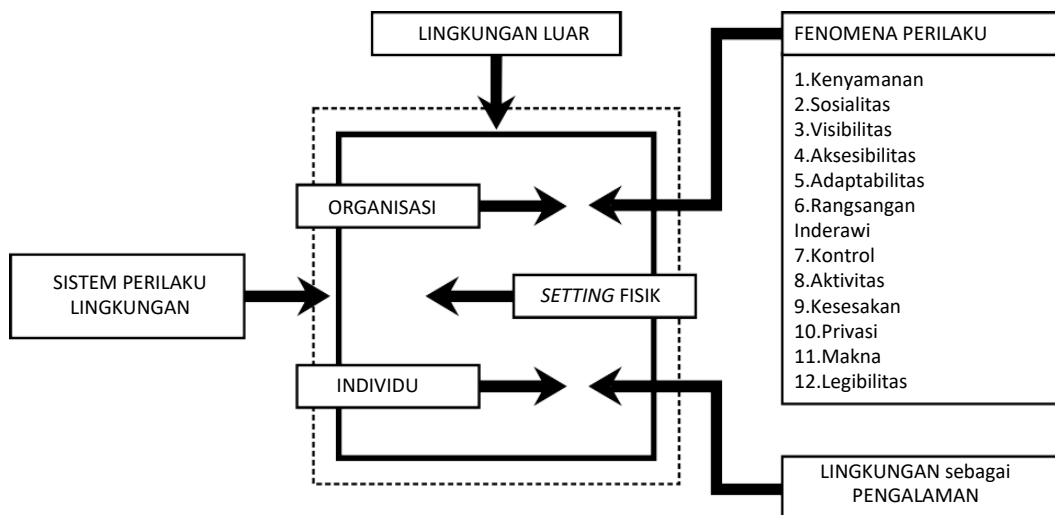 LINGKUNGAN LUAR
FENOMENA PERILAKU
1.Kenyamanan
2.Sosialitas
3.Visibilitas
4.Aksesibilitas
5.Adaptabilitas
6.Rangsangan
Inderawi
7.Kontrol
8.Aktivitas
9.Kesesakan
10.Privasi
11.Makna
12.Legibilitas
ORGANISASI
SISTEM PERILAKU
LINGKUNGAN
SETTING FISIK
INDIVIDU
LINGKUNGAN sebagai
PENGALAMAN